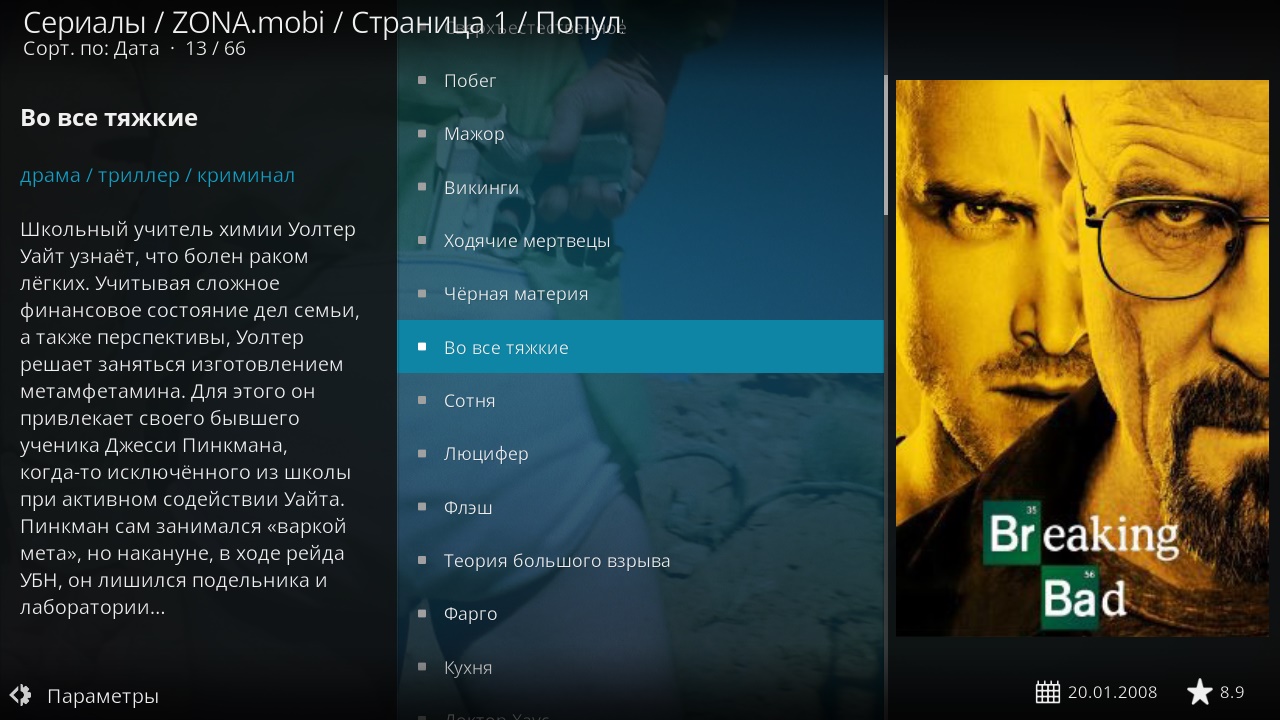 Сериалы / ZONA.mobi / Страница 1 / Попул
Сорт. по: Дата · 13 / 66
Во все тяжкие
драма / триллер / криминал
Школьный учитель химии Уолтер
Уайт узнаёт, что болен раком
лёгких. Учитывая сложное
финансовое состояние дел семьи,
а также перспективы, Уолтер
решает заняться изготовлением
метамфетамина. Для этого он
привлекает своего бывшего
ученика Джесси Пинкмана,
когда-то исключённого из школы
при активном содействии Уайта.
Пинкман сам занимался «варкой
мета», но накануне, в ходе рейда
УБН, он лишился подельника и
лаборатории...
Параметры
Сверхъестественное
Побег
Мажор
Викинги
Ходячие мертвецы
Чёрная материя
Во все тяжкие
Сотня
Люцифер
Флэш
Теория большого взрыва
Фарго
Кухня
Доктор Хаус
35
Breaking
56
Bad
20.01.2008
8.9